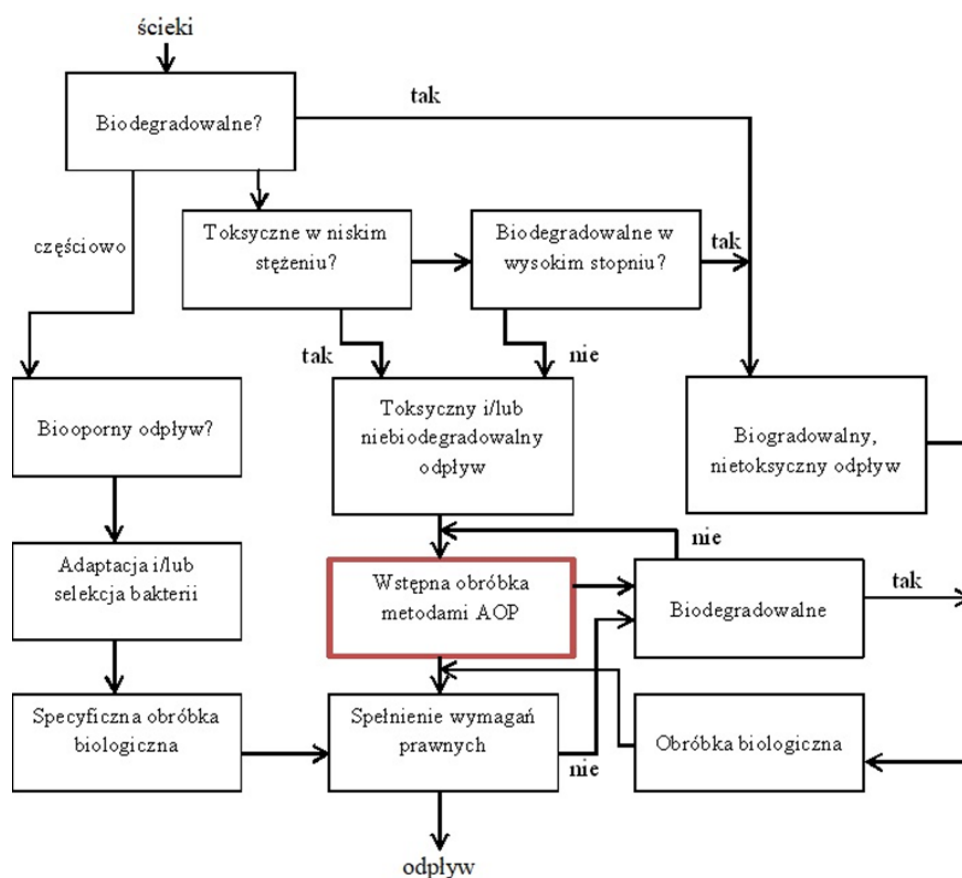 ścieki
tak
Biodegradowalne?
Toksyczne w niskim
stężeniu?
Biodegradowalne w
wysokim stopniu?
tak
częściowo
tak
nie
Biooporny odpływ?
Toksyczny i/lub
niebiodegradowalny
odpływ
Biogradowalny,
nietoksyczny odpływ
nie
Adaptacja i/lub
selekcja bakterii
Wstępna obróbka
metodami AOP
Biodegradowalne
tak
Specyficzna obróbka
biologiczna
Spełnienie wymagań
prawnych
nie
Obróbka biologiczna
odpływ